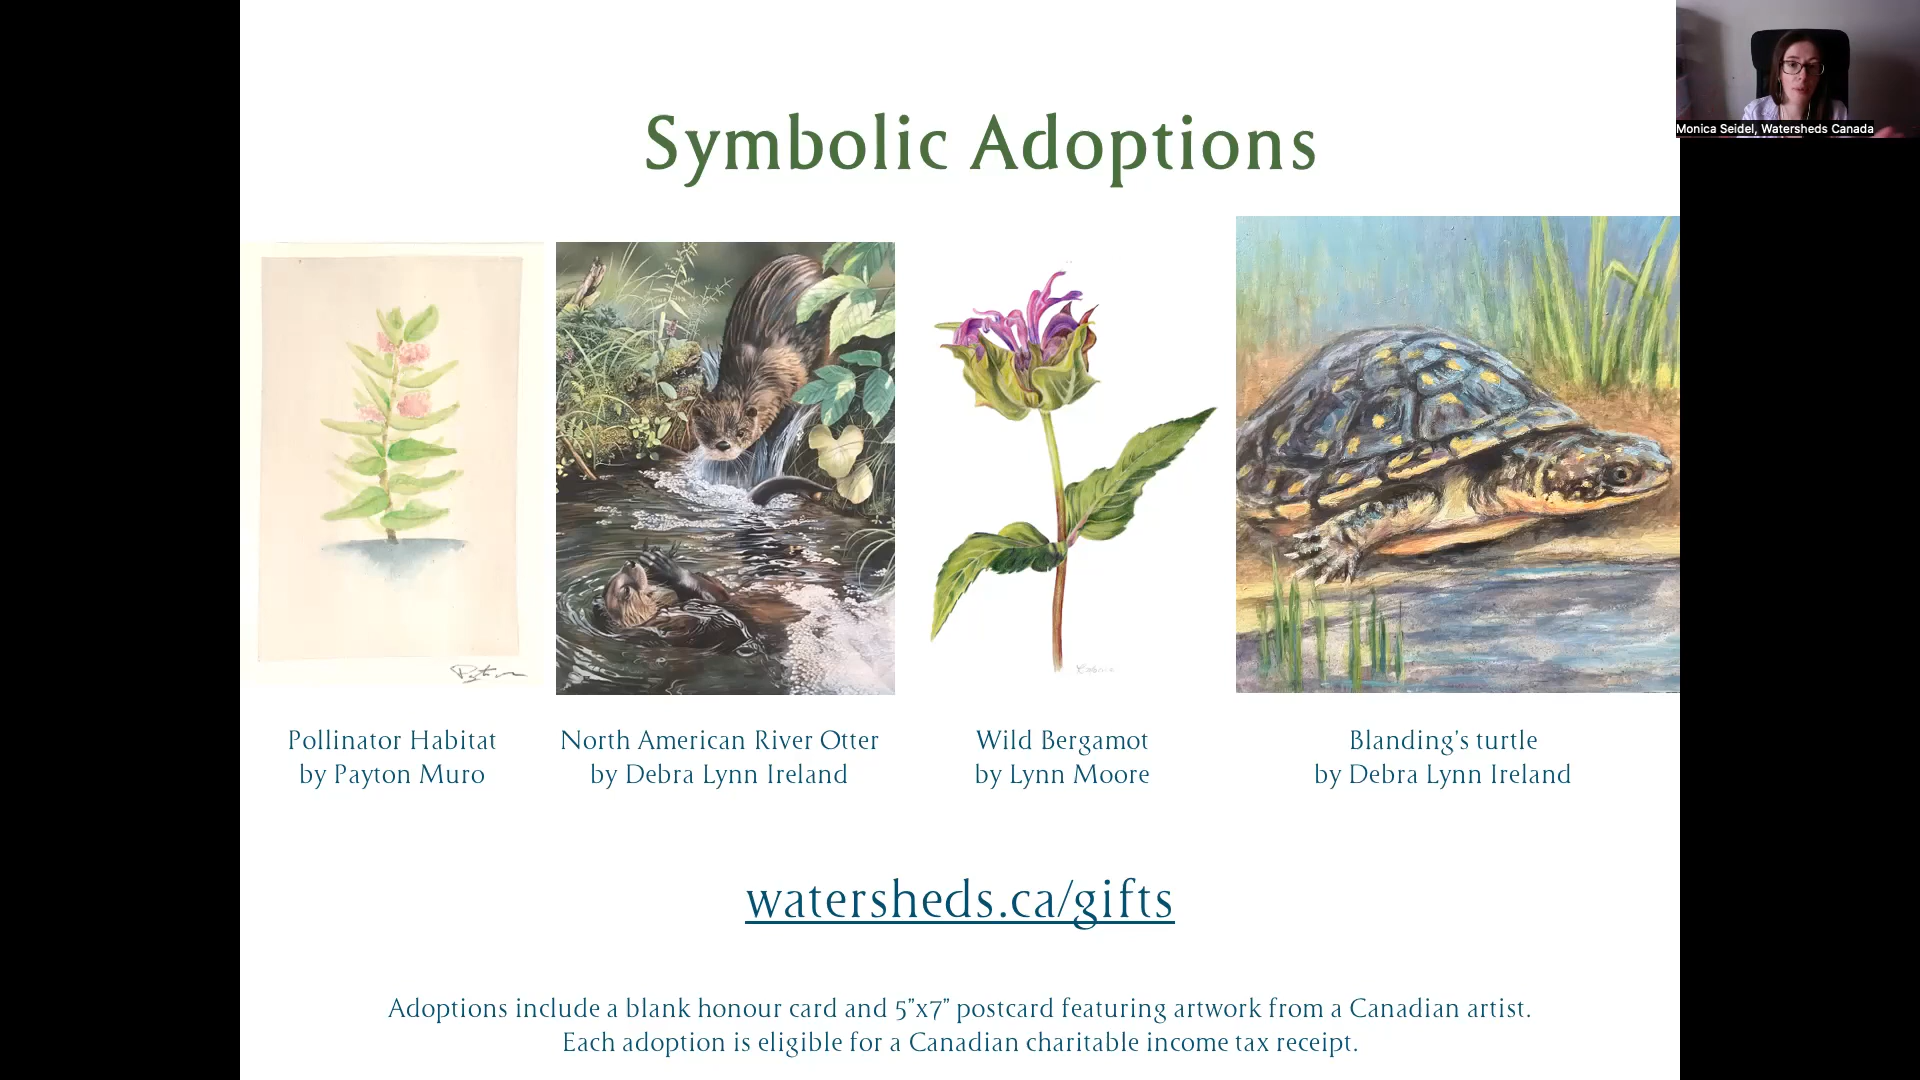 Monica Seidel, Watersheds Canada
Symbolic Adoptions
Pollinator Habitat
by Payton Muro
North American River Otter
by Debra Lynn Ireland
Wild Bergamot
by Lynn Moore
Blanding's turtle
by Debra Lynn Ireland
watersheds.ca/gifts
Adoptions include a blank honour card and 5"x7" postcard featuring artwork from a Canadian artist.
Each adoption is eligible for a Canadian charitable income tax receipt.